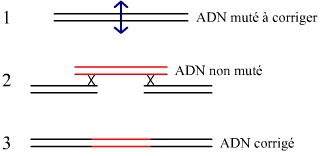 1 ADN muté à corriger
2 ADN non muté
3 ADN corrigé